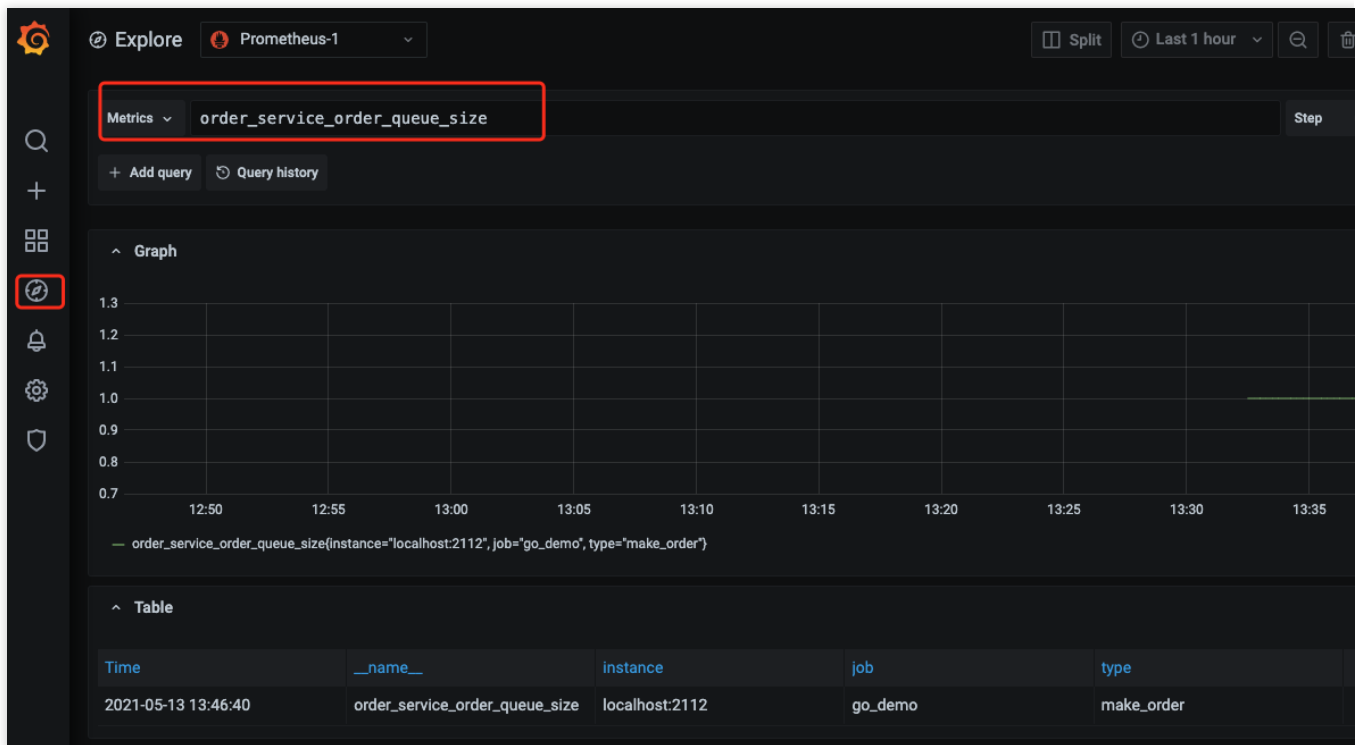 Explore Prometheus-1 Split Last 1 hour
Metrics order_service_order_queue_size Step
+ Add query Query history
Graph
1.3
1.2
1.1
1.0
0.9
0.8
0.7
12:50 12:55 13:00 13:05 13:10 13:15 13:20 13:25 13:30 13:35
order_service_order_queue_size{instance="localhost:2112", job="go_demo", type="make_order"}
Table
Time __name__ instance job type
2021-05-13 13:46:40 order_service_order_queue_size localhost:2112 go_demo make_order